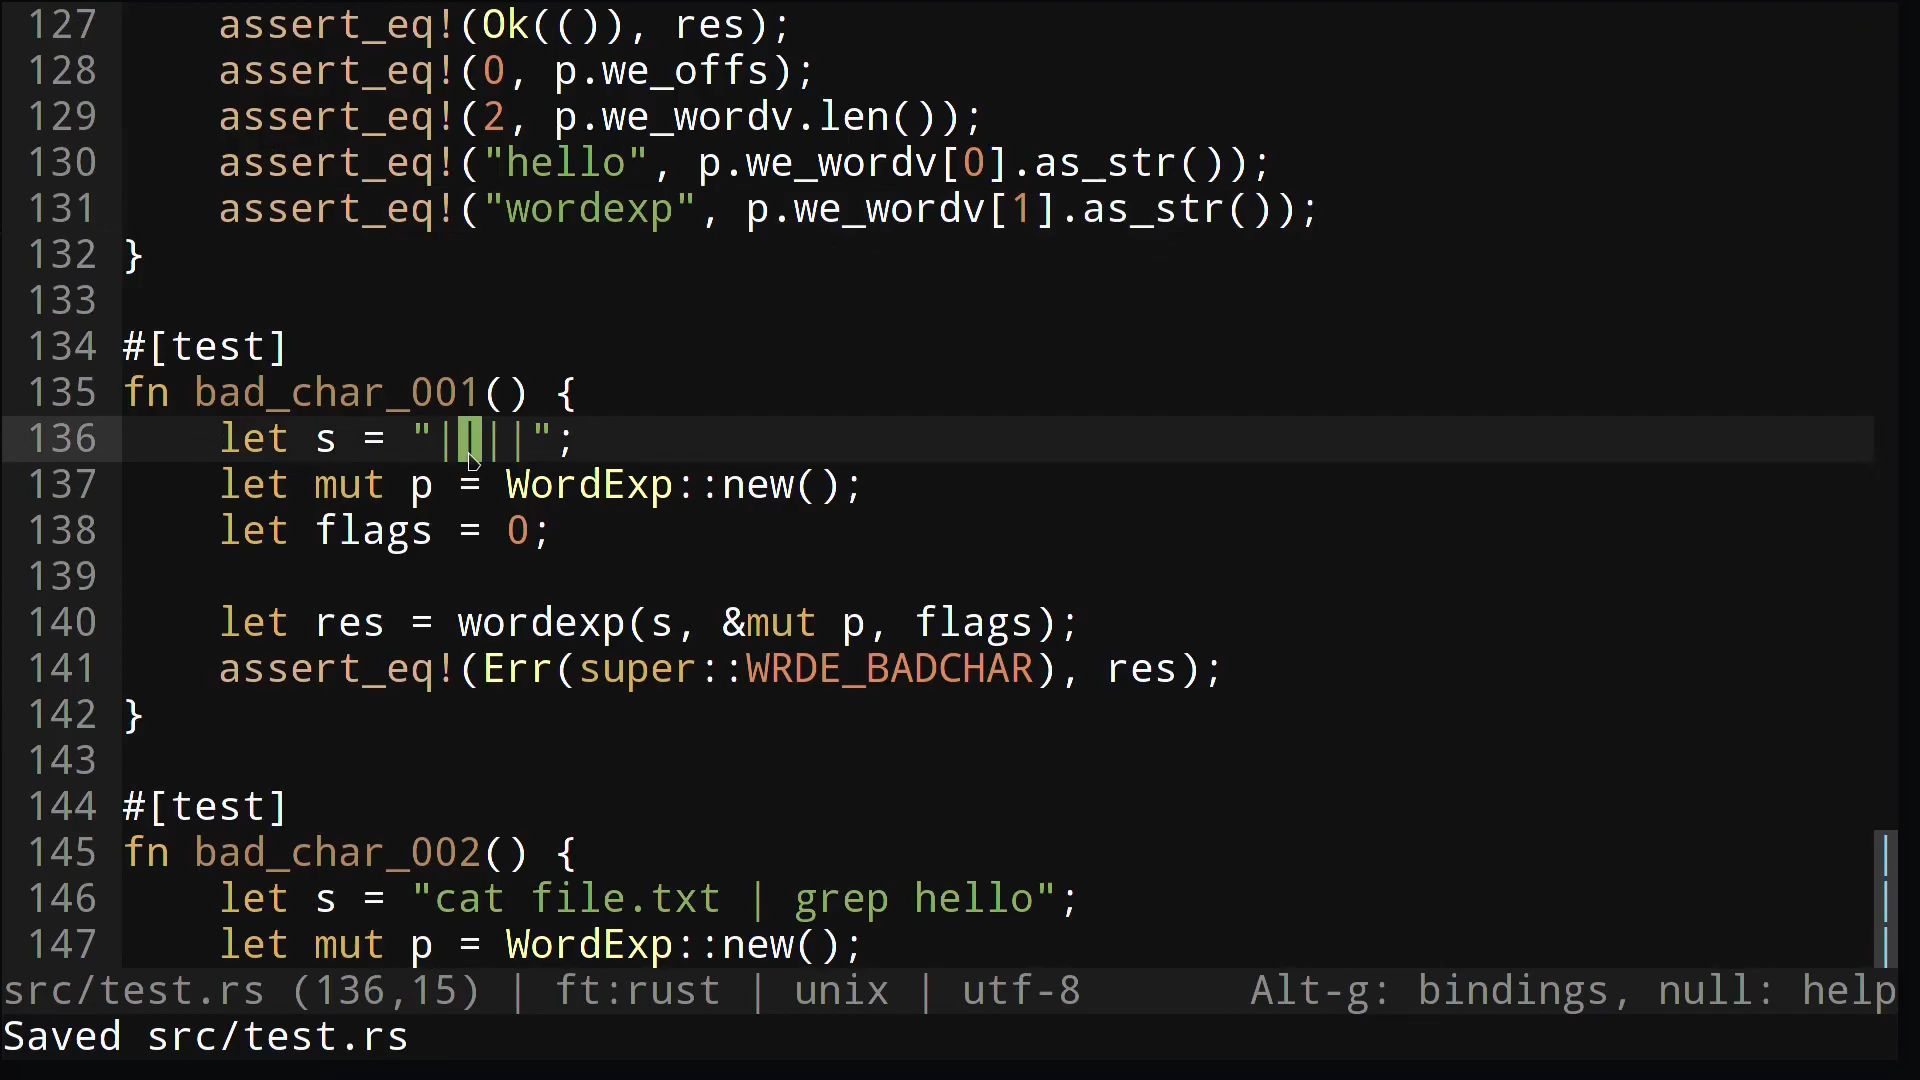 127     assert_eq!(Ok(()), res);
128     assert_eq!(0, p.we_offs);
129     assert_eq!(2, p.we_wordv.len());
130     assert_eq!("hello", p.we_wordv[0].as_str());
131     assert_eq!("wordexp", p.we_wordv[1].as_str());
132 }
133
134 #[test]
135 fn bad_char_001() {
136     let s = "||||";
137     let mut p = WordExp::new();
138     let flags = 0;
139
140     let res = wordexp(s, &mut p, flags);
141     assert_eq!(Err(super::WRDE_BADCHAR), res);
142 }
143
144 #[test]
145 fn bad_char_002() {
146     let s = "cat file.txt | grep hello";
147     let mut p = WordExp::new();
src/test.rs (136,15) | ft:rust | unix | utf-8 Alt-g: bindings, null: help
Saved src/test.rs